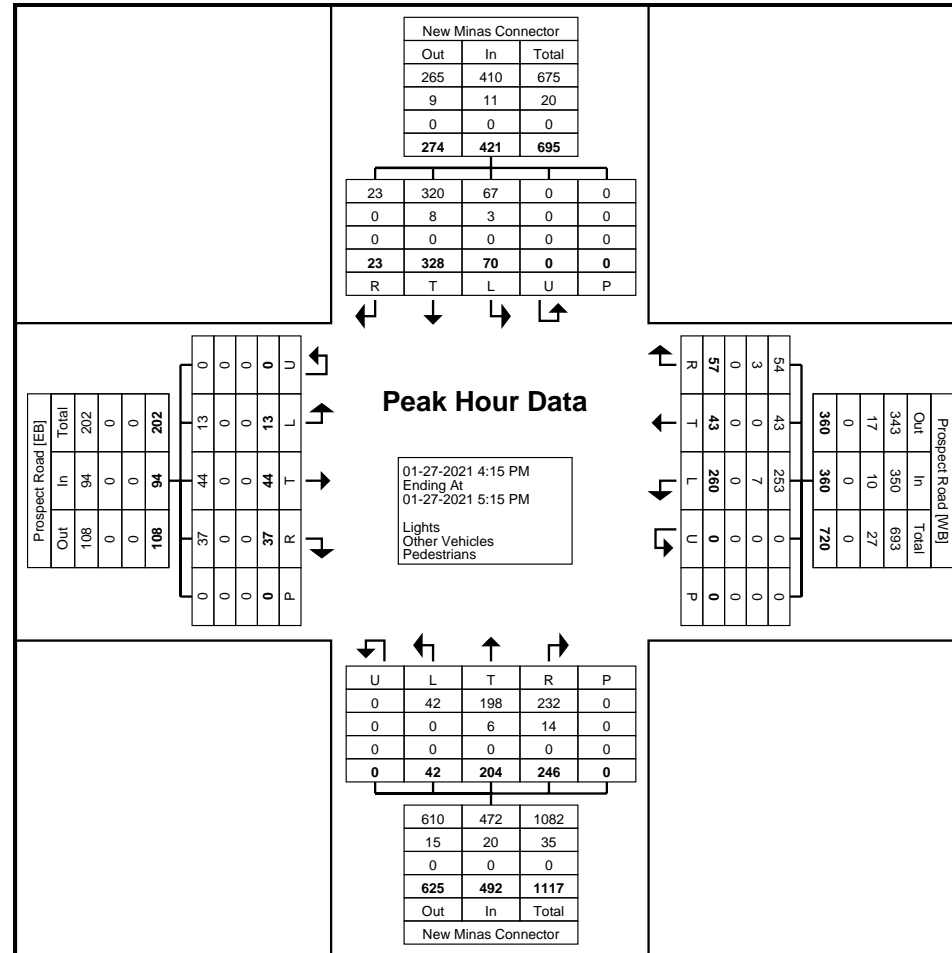 New Minas Connector
Out In Total
265 410 675
9 11 20
0 0 0
274 421 695
23 320 67 0 0
0 8 3 0 0
0 0 0 0 0
23 328 70 0 0
R T L U P
Prospect Road [EB]
Total In Out
202 94 108
0 0 0
0 0 0
202 94 108
0 13 44 37 0
0 0 0 0 0
0 0 0 0 0
0 13 44 37 0
U L T R P
Peak Hour Data
01-27-2021 4:15 PM
Ending At
01-27-2021 5:15 PM
Lights
Other Vehicles
Pedestrians
Prospect Road [WB]
Out In Total
343 350 693
17 10 27
0 0 0
360 360 720
54 43 253 0 0
3 0 7 0 0
0 0 0 0 0
57 43 260 0 0
R T L U P
U L T R P
0 42 198 232 0
0 0 6 14 0
0 0 0 0 0
0 42 204 246 0
610 472 1082
15 20 35
0 0 0
625 492 1117
Out In Total
New Minas Connector